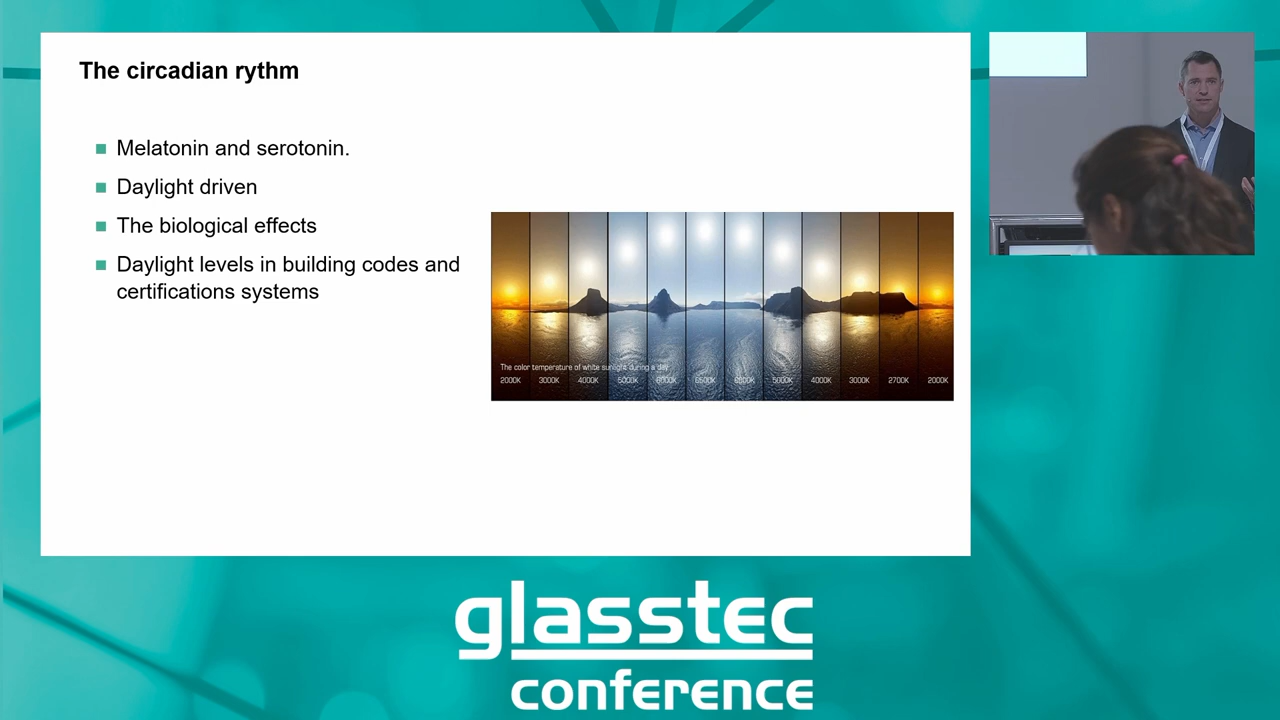 The circadian rythm
Melatonin and serotonin.
Daylight driven
The biological effects
Daylight levels in building codes and
certifications systems
The color temperature of white sunlight during a day
2000K 3000K 4000K 5000K 6000K 6500K 6000K 5000K 4000K 3000K 2700K 2000K
glasstec
conference